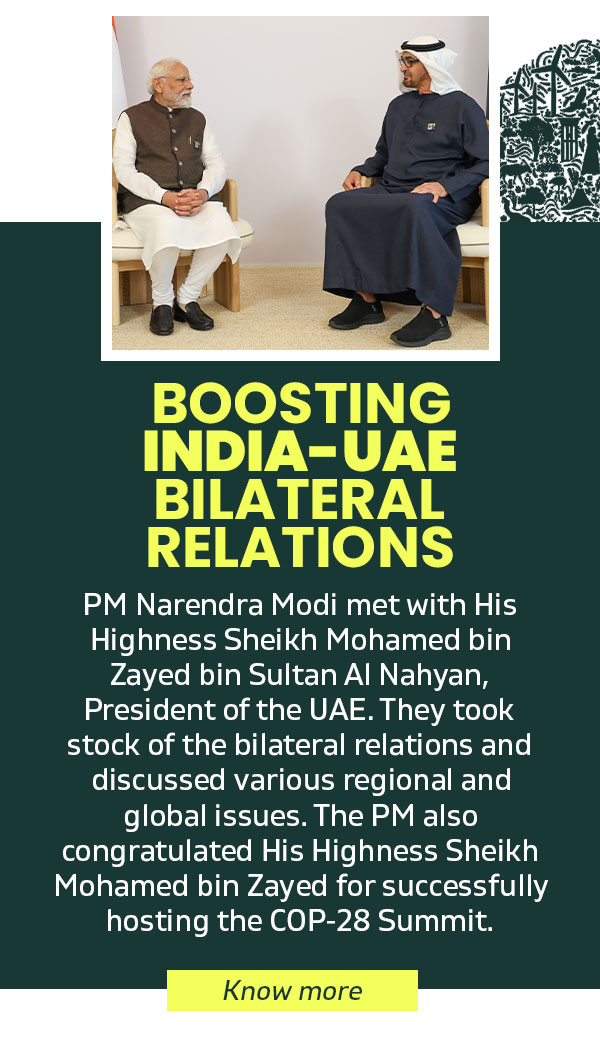 BOOSTING
INDIA-UAE
BILATERAL
RELATIONS
PM Narendra Modi met with His
Highness Sheikh Mohamed bin
Zayed bin Sultan Al Nahyan,
President of the UAE. They took
stock of the bilateral relations and
discussed various regional and
global issues. The PM also
congratulated His Highness Sheikh
Mohamed bin Zayed for successfully
hosting the COP-28 Summit.
Know more